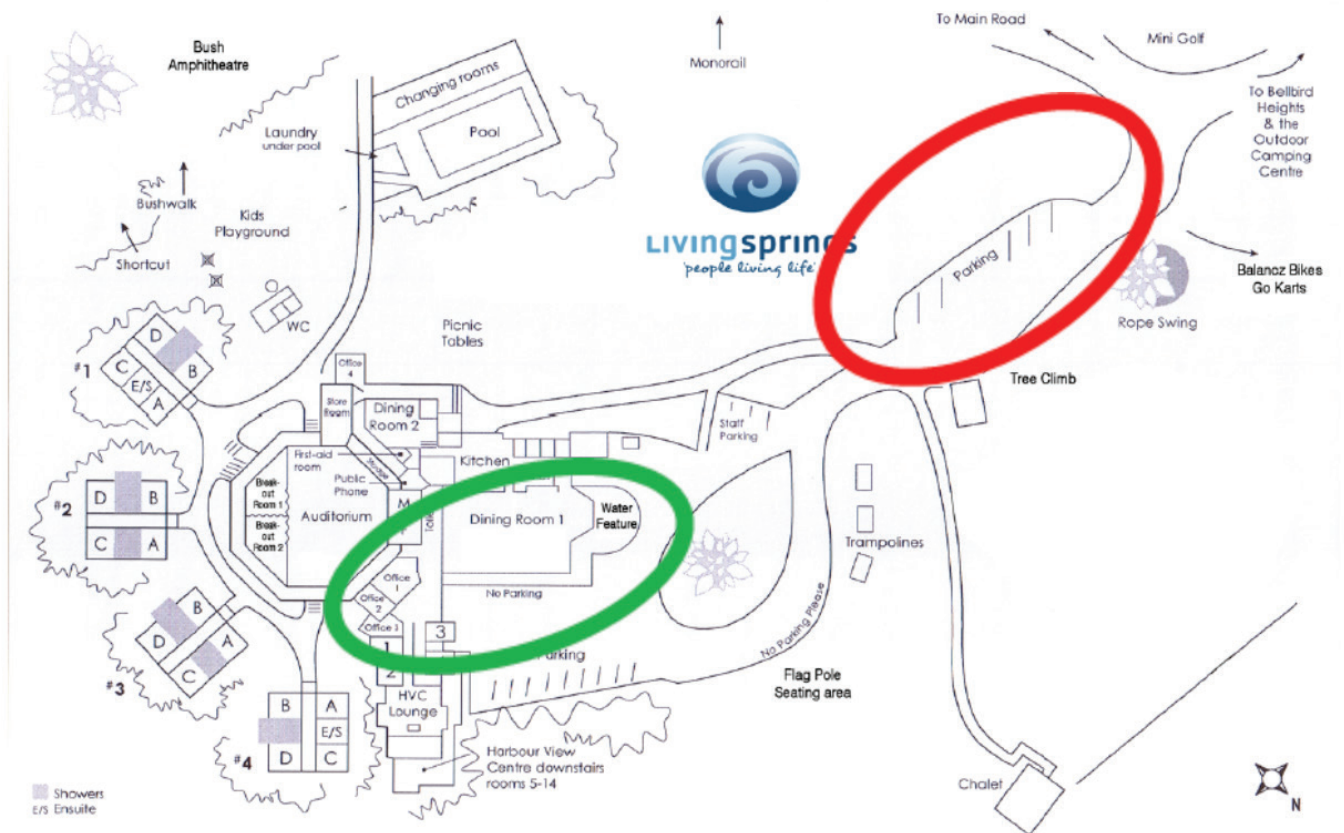 Bush
Amphitheatre
Monorail
To Main Road
Mini Golf
To Bellbird
Heights
& the
Outdoor
Camping
Centre
Changing rooms
Pool
Laundry
under pool
Bushwalk
Shortcut
Kids
Playground
WC
Livingsprings
'people living life'
Parking
Balanoz Bikes
Go Karts
Rope Swing
Tree Climb
Picnic
Tables
#1
D
C
B
E/S
A
Office
4
Store
Room
Dining
Room 2
Staff
Parking
First-aid
room
Storage
Kitchen
Public
Phone
Break-
out
Room 1
Break-
out
Room 2
Auditorium
M
Dining Room 1
Water
Feature
#2
D
B
C
A
Trampolines
Office
1
Office
2
Office 3
No Parking
No Parking Please
#3
B
A
C
1
2
3
Parking
Flag Pole
Seating area
HVC
Lounge
#4
B
A
E/S
D
C
Harbour View
Centre downstairs
rooms 5-14
Chalet
Showers
E/S Ensuite
N